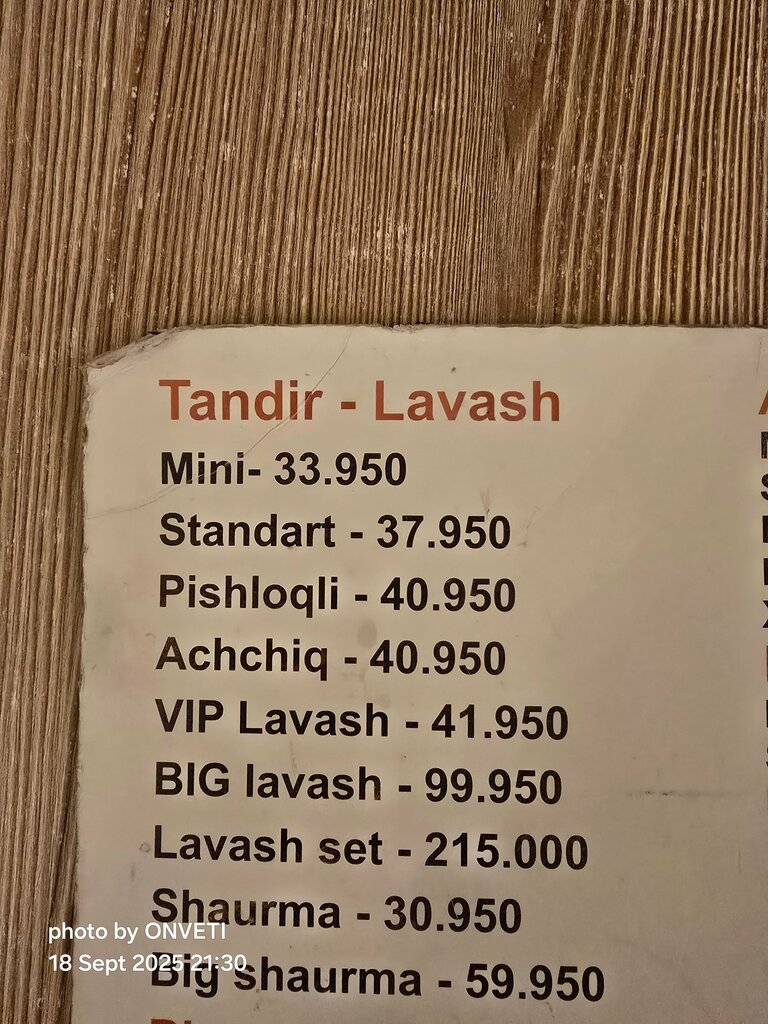 Tandir - Lavash
Mini- 33.950
Standart - 37.950
Pishloqli - 40.950
Achchiq - 40.950
VIP Lavash - 41.950
BIG lavash - 99.950
Lavash set - 215.000
Shaurma - 30.950
photo by ONVETI
18 Sept 2025 21:30
Big shaurma - 59.950